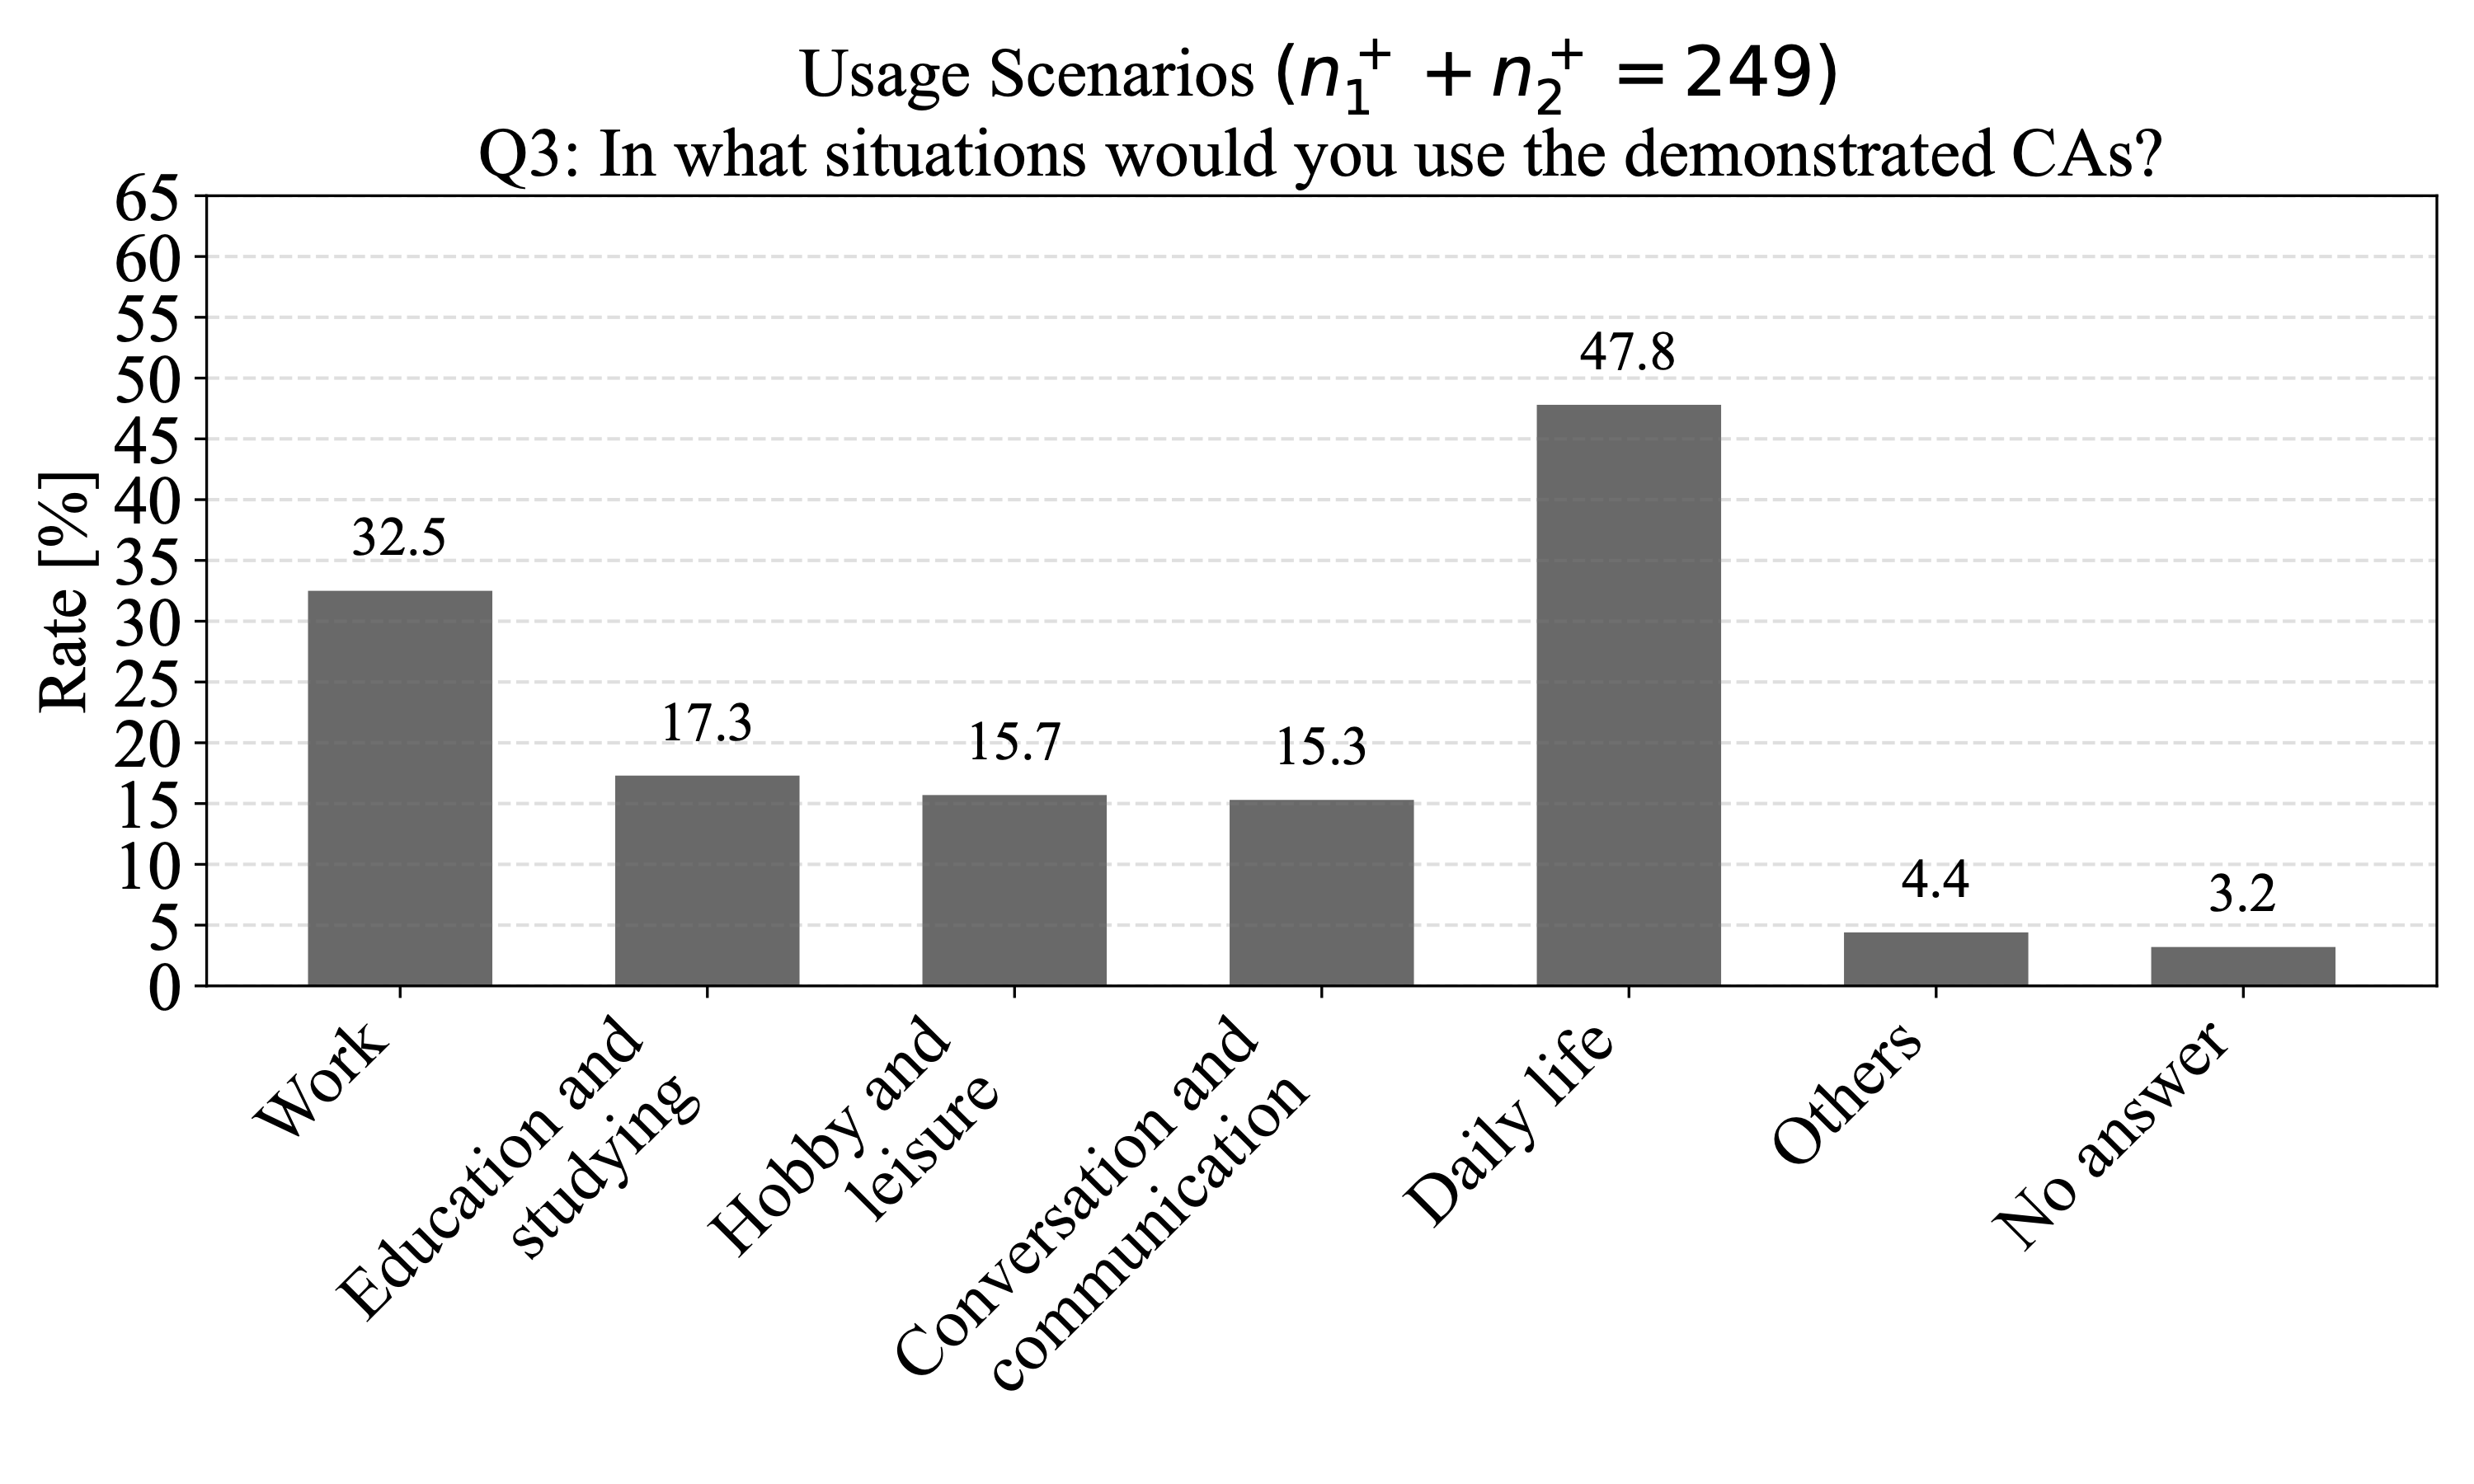 Usage Scenario (n₁⁺ + n₂⁺ = 249)
Q3: In what situations would you use the demonstrated CAs?
Rate [%]
65
60
55
50
45
40
35
30
25
20
15
10
5
0
32.5
17.3
15.7
15.3
47.8
4.4
3.2
Work
Education and
studying
Hobby and
leisure
Conversation and
communication
Daily life
Others
No answer